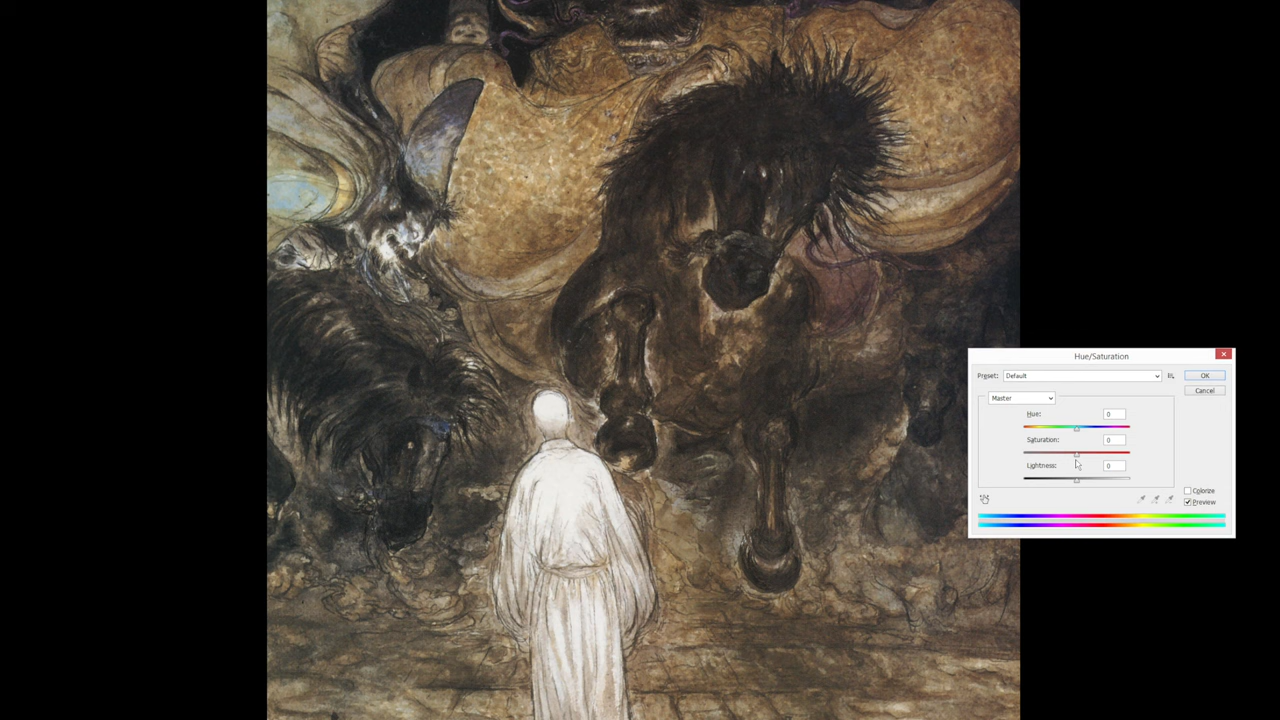 Hue/Saturation
Preset: Default
OK
Cancel
Master
Hue: 0
Saturation: 0
Lightness: 0
Colorize
Preview